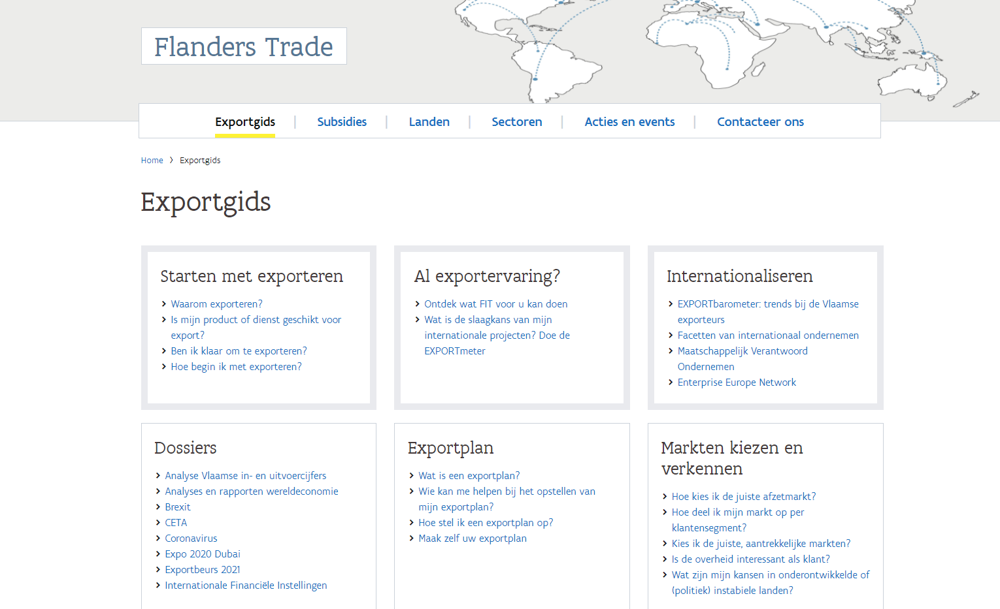 Flanders Trade
Exportgids | Subsidies | Landen | Sectoren | Acties en events | Contacteer ons
Home > Exportgids
Exportgids
Starten met exporteren
Waarom exporteren?
Is mijn product of dienst geschikt voor
export?
Ben ik klaar om te exporteren?
Hoe begin ik met exporteren?
Al exportervaring?
Ontdek wat FIT voor u kan doen
Wat is de slaagkans van mijn
internationale projecten? Doe de
EXPORTmeter
Internationaliseren
EXPORTbarometer: trends bij de Vlaamse
exporteurs
Facetten van internationaal ondernemen
Maatschappelijk Verantwoord
Ondernemen
Enterprise Europe Network
Dossiers
Analyse Vlaamse in- en uitvoercijfers
Analyses en rapporten wereldeconomie
Brexit
CETA
Coronavirus
Expo 2020 Dubai
Exportbeurs 2021
Internationale Financiële Instellingen
Exportplan
Wat is een exportplan?
Wie kan me helpen bij het opstellen van
mijn exportplan?
Hoe stel ik een exportplan op?
Maak zelf uw exportplan
Markten kiezen en
verkennen
Hoe kies ik de juiste afzetmarkt?
Hoe deel ik mijn markt op per
klantensegment?
Kies ik de juiste, aantrekkelijke markten?
Is de overheid interessant als klant?
Wat zijn mijn kansen in onderontwikkelde of
(politiek) instabiele landen?